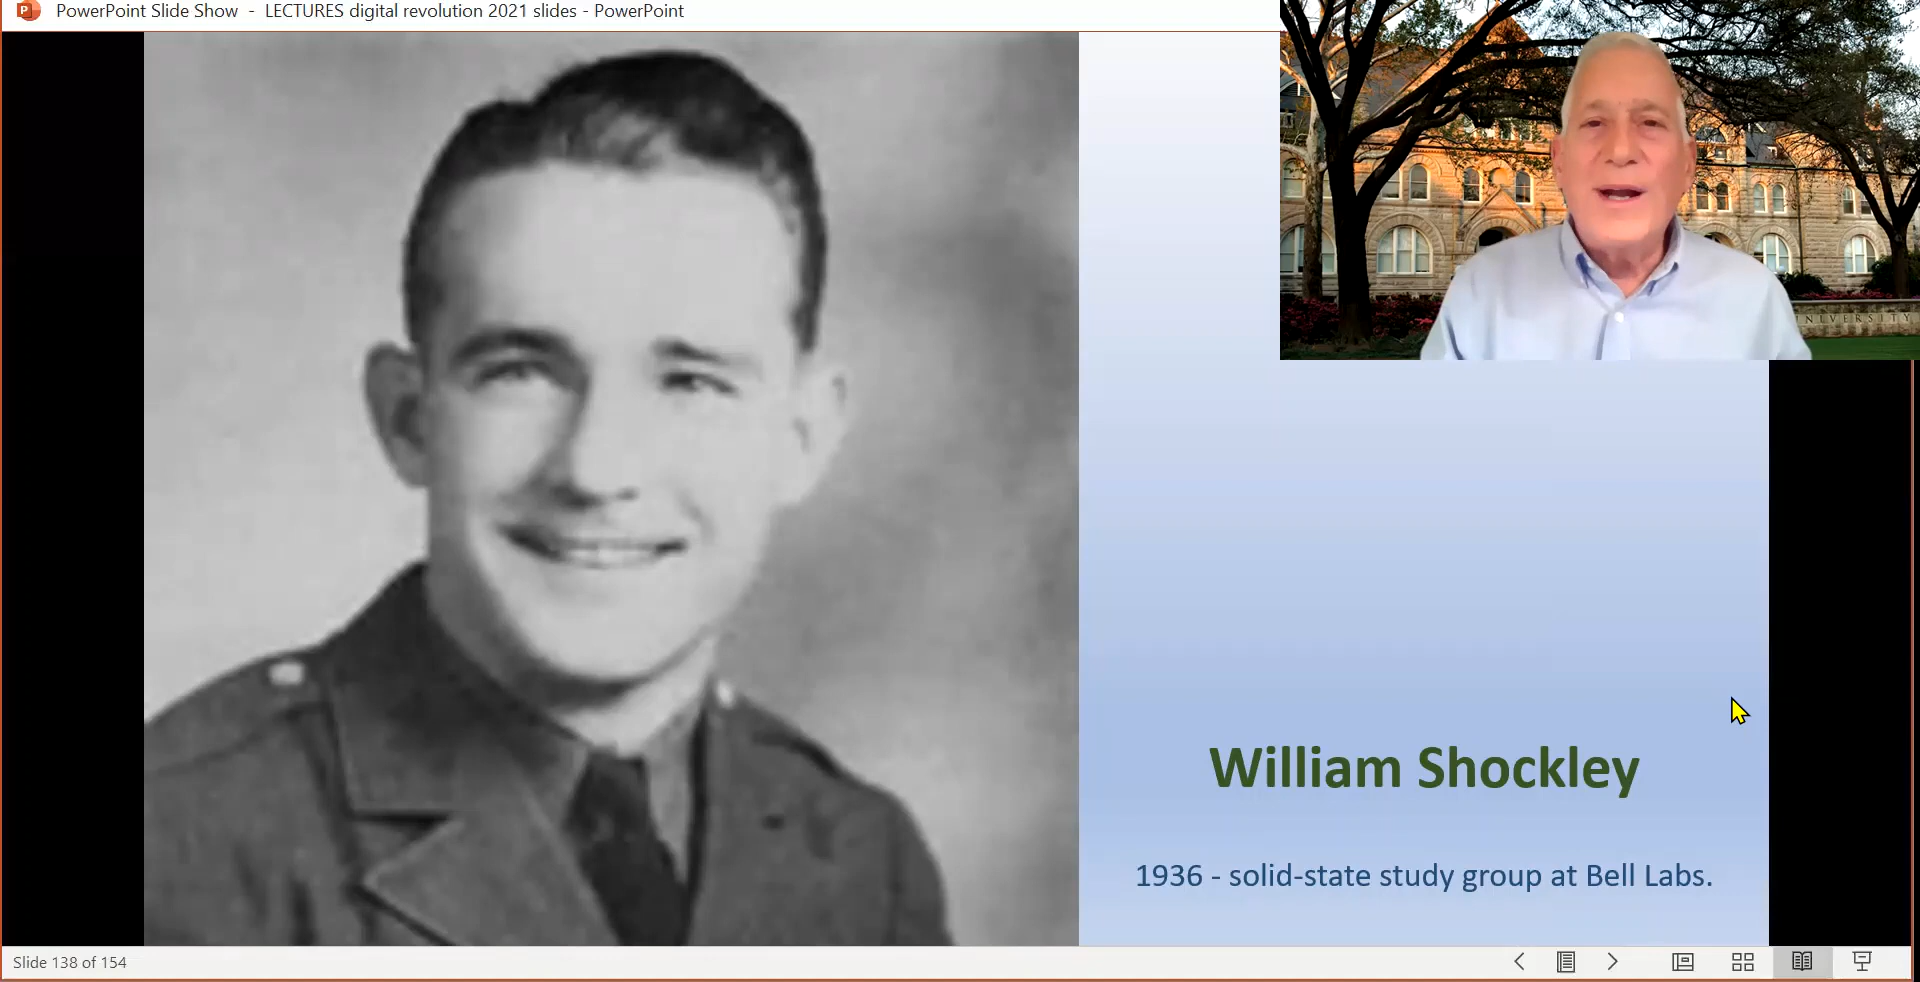 PowerPoint Slide Show - LECTURES digital revolution 2021 slides - PowerPoint
UNIVERSITY
William Shockley
1936 - solid-state study group at Bell Labs.
Slide 138 of 154